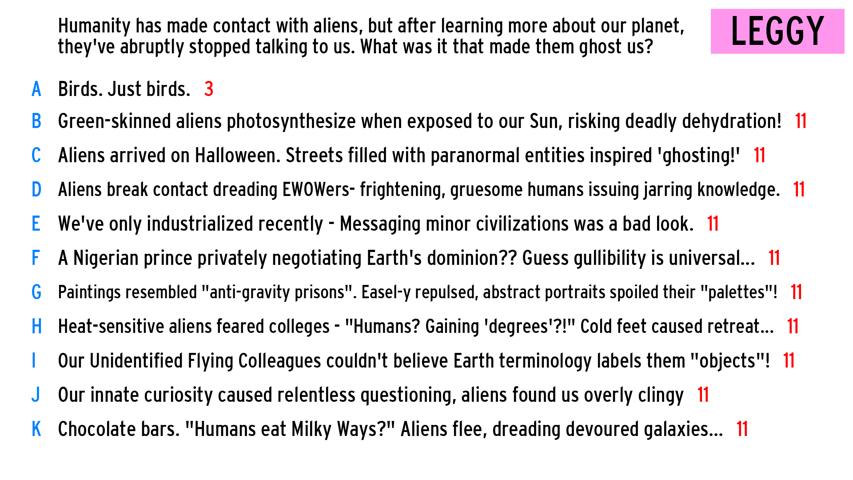 Humanity has made contact with aliens, but after learning more about our planet,
they've abruptly stopped talking to us. What was it that made them ghost us?
LEGGY
A Birds. Just birds. 3
B Green-skinned aliens photosynthesize when exposed to our Sun, risking deadly dehydration! 11
C Aliens arrived on Halloween. Streets filled with paranormal entities inspired 'ghosting!' 11
D Aliens break contact dreading EWOWers- frightening, gruesome humans issuing jarring knowledge. 11
E We've only industrialized recently - Messaging minor civilizations was a bad look. 11
F A Nigerian prince privately negotiating Earth's dominion?? Guess gullibility is universal... 11
G Paintings resembled "anti-gravity prisons". Easel-y repulsed, abstract portraits spoiled their "palettes"! 11
H Heat-sensitive aliens feared colleges - "Humans? Gaining 'degrees'?!" Cold feet caused retreat... 11
I Our Unidentified Flying Colleagues couldn't believe Earth terminology labels them "objects"! 11
J Our innate curiosity caused relentless questioning, aliens found us overly clingy 11
K Chocolate bars. "Humans eat Milky Ways?" Aliens flee, dreading devoured galaxies... 11